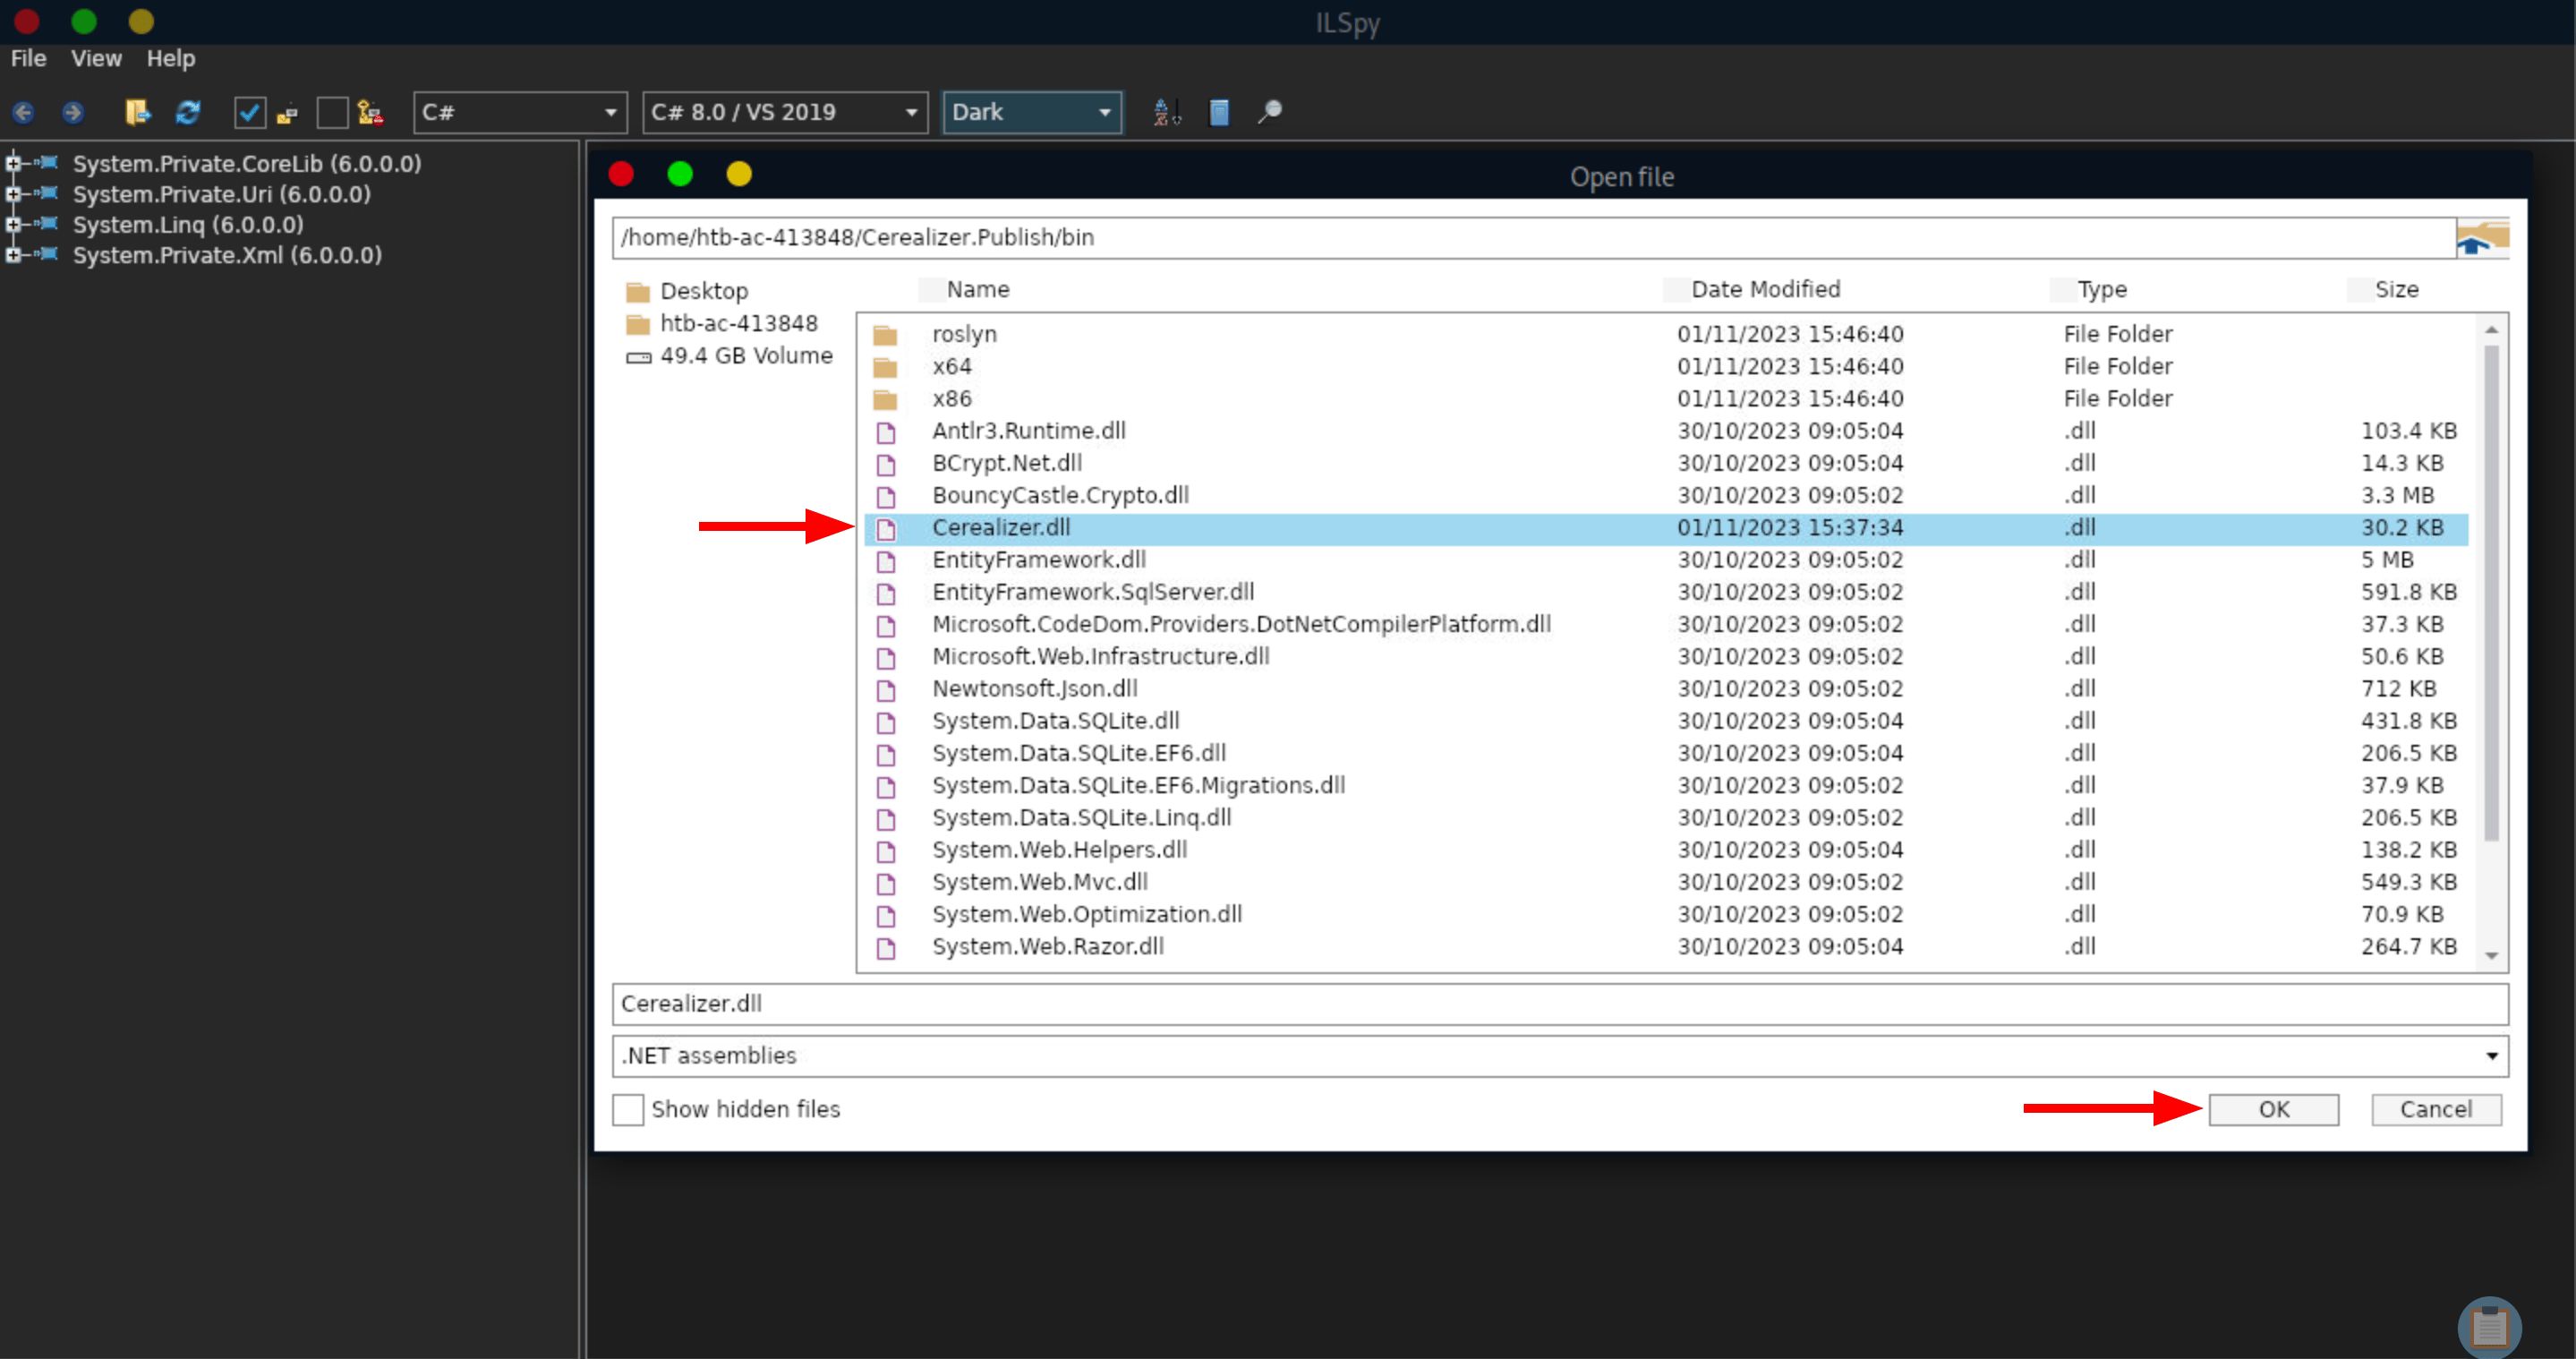 ILSpy
File View Help
C# C# 8.0 / VS 2019 Dark
System.Private.CoreLib (6.0.0.0)
System.Private.Uri (6.0.0.0)
System.Linq (6.0.0.0)
System.Private.Xml (6.0.0.0)
Open file
/home/htb-ac-413848/Cerealizer.Publish/bin
Desktop
htb-ac-413848
49.4 GB Volume
Name Date Modified Type Size
roslyn 01/11/2023 15:46:40 File Folder
x64 01/11/2023 15:46:40 File Folder
x86 01/11/2023 15:46:40 File Folder
Antlr3.Runtime.dll 30/10/2023 09:05:04 .dll 103.4 KB
BCrypt.Net.dll 30/10/2023 09:05:04 .dll 14.3 KB
BouncyCastle.Crypto.dll 30/10/2023 09:05:02 .dll 3.3 MB
Cerealizer.dll 01/11/2023 15:37:34 .dll 30.2 KB
EntityFramework.dll 30/10/2023 09:05:02 .dll 5 MB
EntityFramework.SqlServer.dll 30/10/2023 09:05:02 .dll 591.8 KB
Microsoft.CodeDom.Providers.DotNetCompilerPlatform.dll 30/10/2023 09:05:02 .dll 37.3 KB
Microsoft.Web.Infrastructure.dll 30/10/2023 09:05:02 .dll 50.6 KB
Newtonsoft.Json.dll 30/10/2023 09:05:02 .dll 712 KB
System.Data.SQLite.dll 30/10/2023 09:05:04 .dll 431.8 KB
System.Data.SQLite.EF6.dll 30/10/2023 09:05:04 .dll 206.5 KB
System.Data.SQLite.EF6.Migrations.dll 30/10/2023 09:05:02 .dll 37.9 KB
System.Data.SQLite.Linq.dll 30/10/2023 09:05:02 .dll 206.5 KB
System.Web.Helpers.dll 30/10/2023 09:05:04 .dll 138.2 KB
System.Web.Mvc.dll 30/10/2023 09:05:02 .dll 549.3 KB
System.Web.Optimization.dll 30/10/2023 09:05:02 .dll 70.9 KB
System.Web.Razor.dll 30/10/2023 09:05:04 .dll 264.7 KB
Cerealizer.dll
.NET assemblies
Show hidden files
OK Cancel